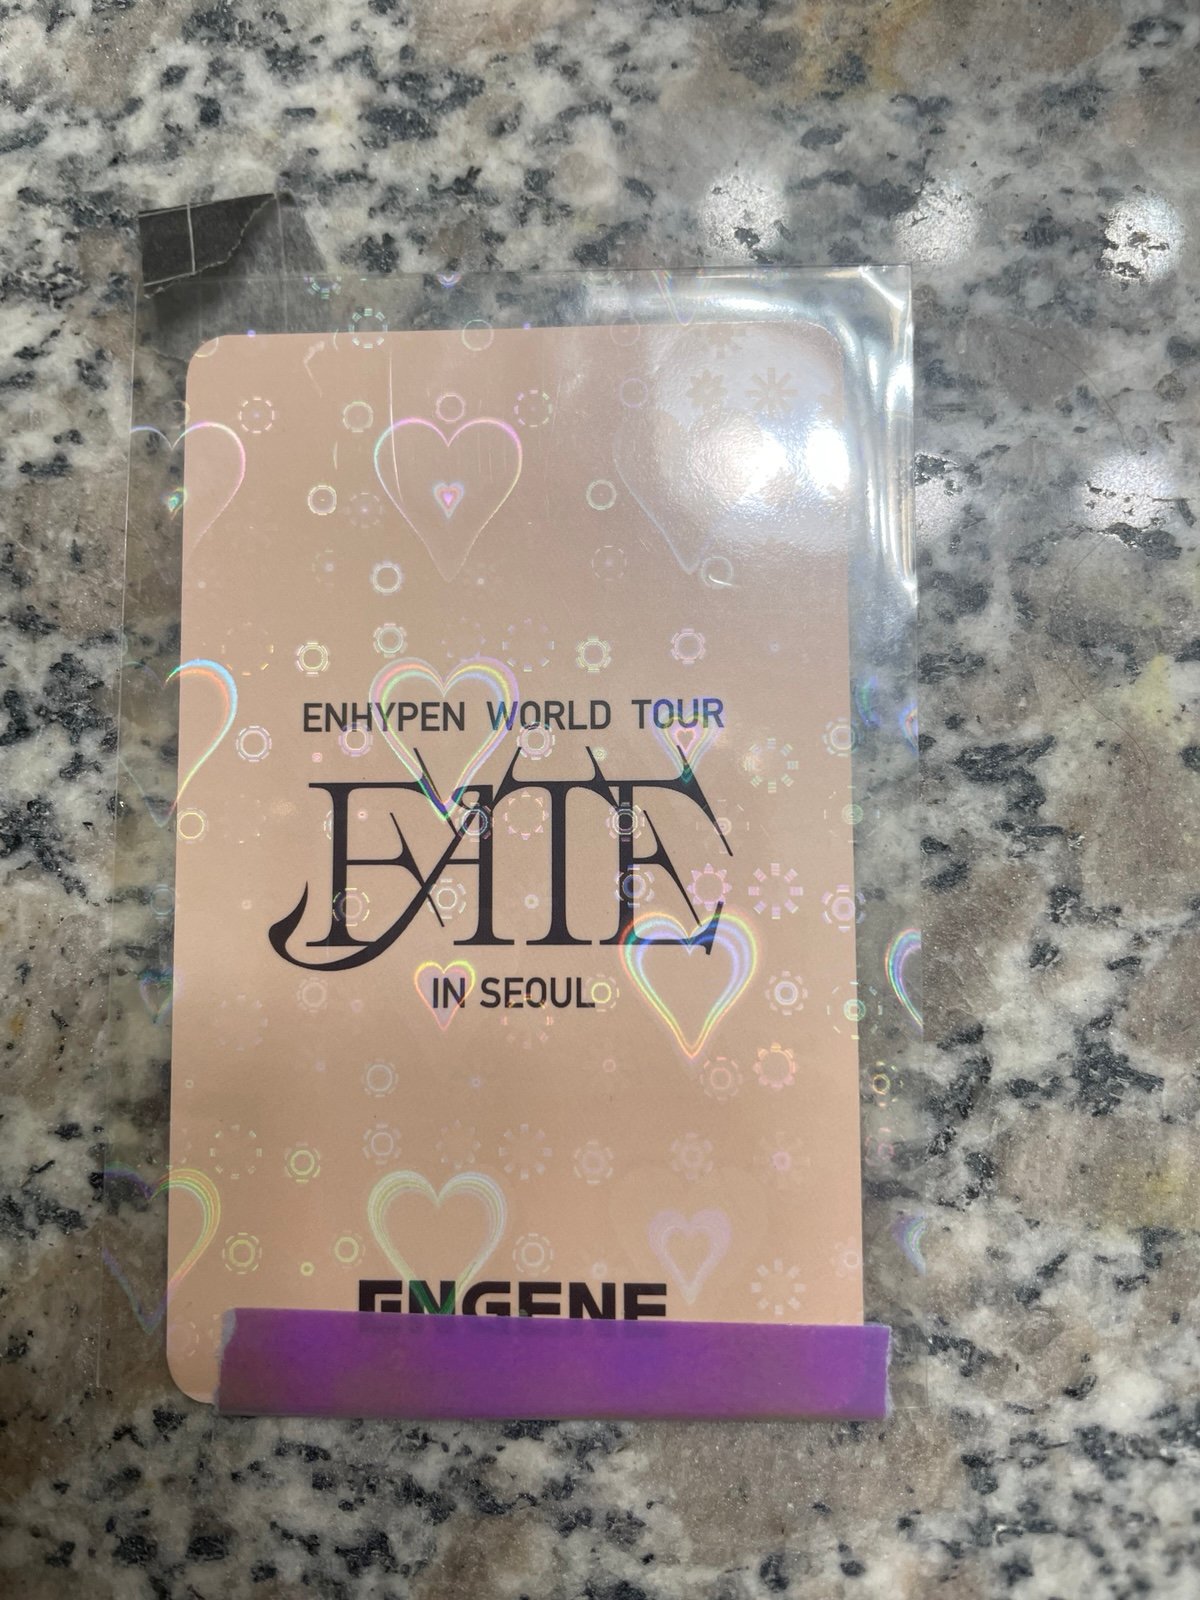 ENHYPEN WORLD TOUR
FATE
IN SEOUL
ENGENE